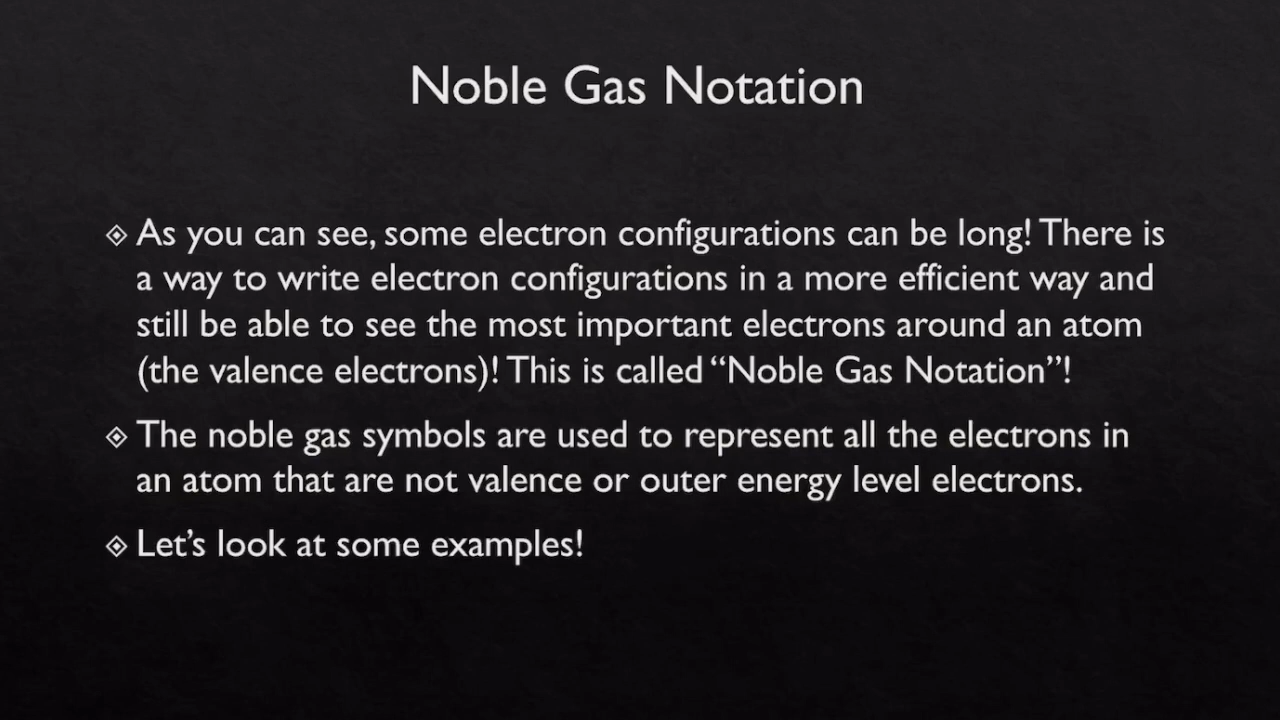 Noble Gas Notation
As you can see, some electron configurations can be long! There is
a way to write electron configurations in a more efficient way and
still be able to see the most important electrons around an atom
(the valence electrons)! This is called “Noble Gas Notation”!
The noble gas symbols are used to represent all the electrons in
an atom that are not valence or outer energy level electrons.
Let’s look at some examples!